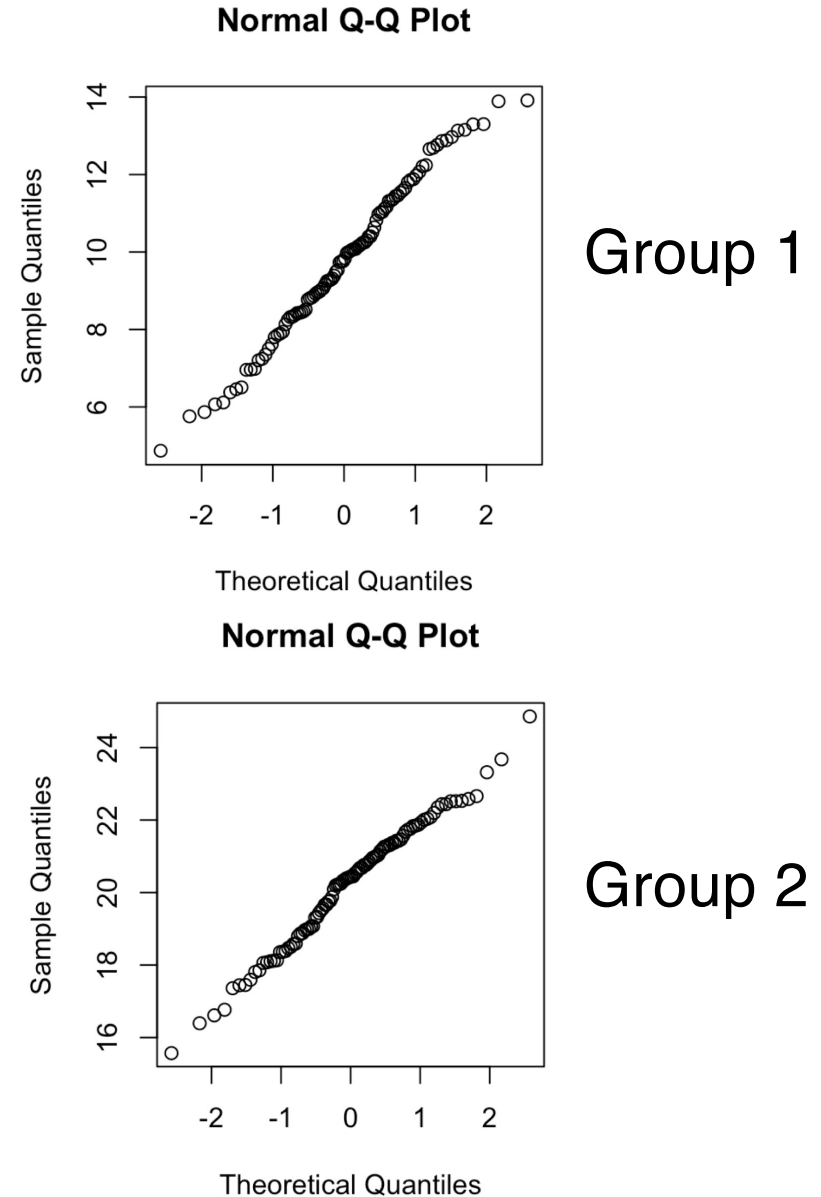 Normal Q-Q Plot
14
12
10
8
6
Sample Quantiles
-2 -1 0 1 2
Theoretical Quantiles
Group 1
Normal Q-Q Plot
24
22
20
18
16
Sample Quantiles
-2 -1 0 1 2
Theoretical Quantiles
Group 2